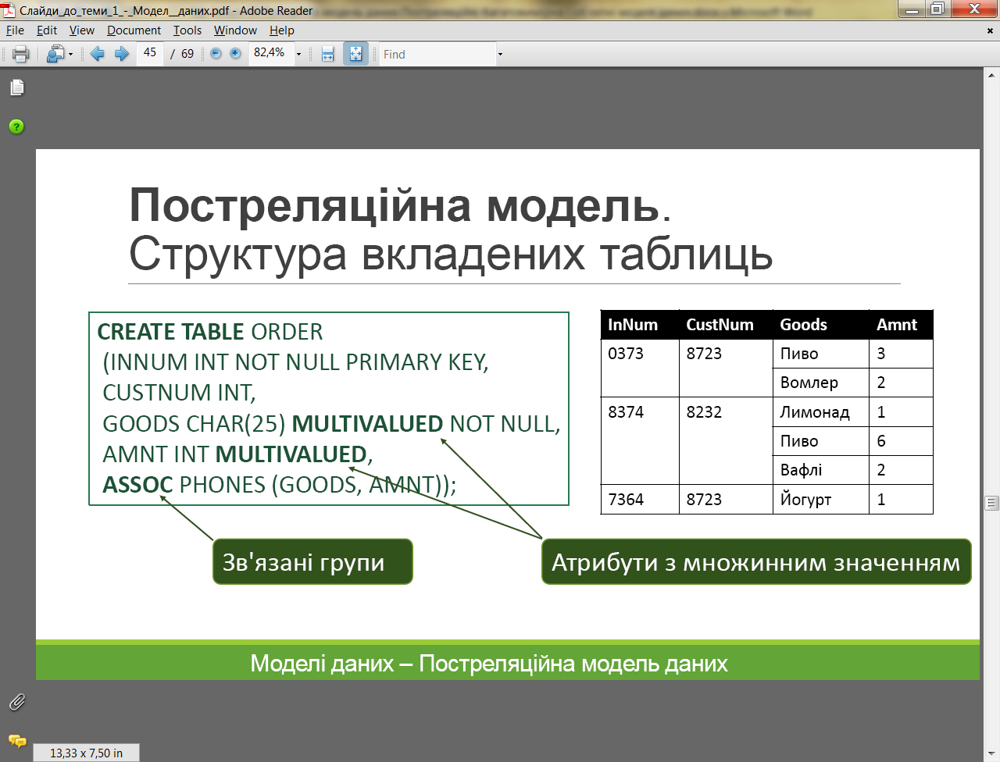 Слайди_до_теми_1_-_Модел__даних.pdf - Adobe Reader
File Edit View Document Tools Window Help
45 / 69 82,4% Find
Постреляційна модель.
Структура вкладених таблиць
CREATE TABLE ORDER
(INNUM INT NOT NULL PRIMARY KEY,
CUSTNUM INT,
GOODS CHAR(25) MULTIVALUED NOT NULL,
AMNT INT MULTIVALUED,
ASSOC PHONES (GOODS, AMNT));
InNum CustNum Goods Amnt
0373 8723 Пиво 3
Вомлер 2
8374 8232 Лимонад 1
Пиво 6
Вафлі 2
7364 8723 Йогурт 1
Зв'язані групи
Атрибути з множинним значенням
Моделі даних – Постреляційна модель даних
13,33 x 7,50 in